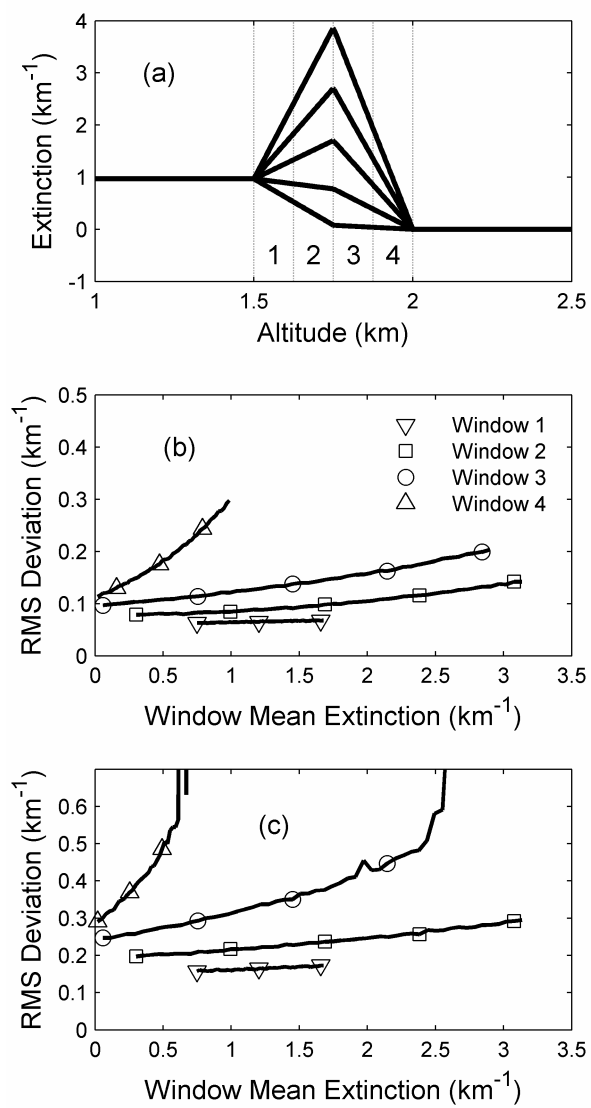 4
3
2
1
0
-1
Extinction (km-1)
(a)
1 2 3 4
1 1.5 2 2.5
Altitude (km)
0.5
0.4
0.3
0.2
0.1
0
RMS Deviation (km-1)
(b)
Window 1
Window 2
Window 3
Window 4
0 0.5 1 1.5 2 2.5 3 3.5
Window Mean Extinction (km-1)
0.6
0.5
0.4
0.3
0.2
0.1
0
RMS Deviation (km-1)
(c)
0 0.5 1 1.5 2 2.5 3 3.5
Window Mean Extinction (km-1)